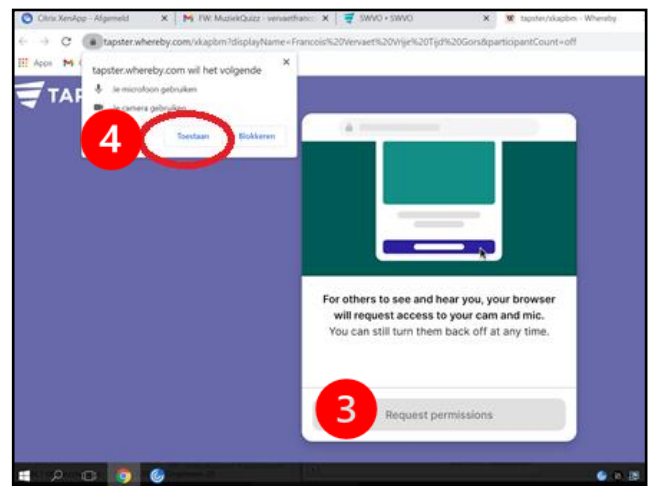 Citrix XenApp - Afgemeld
FW: MuziekQuizz - vervaetfranc
SWVO • SWVO
tapster/xkapbm - Whereby
tapster.whereby.com/xkapbm?displayName=Francois%20Vervaet%20Vrije%20Tijd%20Gors&participantCount=off
Apps
TAP
tapster.whereby.com wil het volgende
Je microfoon gebruiken
Je camera gebruiken
4
Toestaan
Blokkeren
For others to see and hear you, your browser
will request access to your cam and mic.
You can still turn them back off at any time.
3
Request permissions